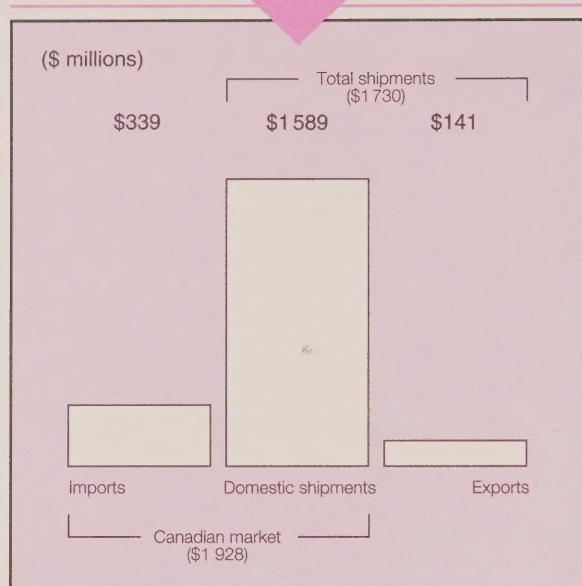 ($ millions)
Total shipments
($1 730)
$339 $1 589 $141
Imports Domestic shipments Exports
Canadian market
($1 928)